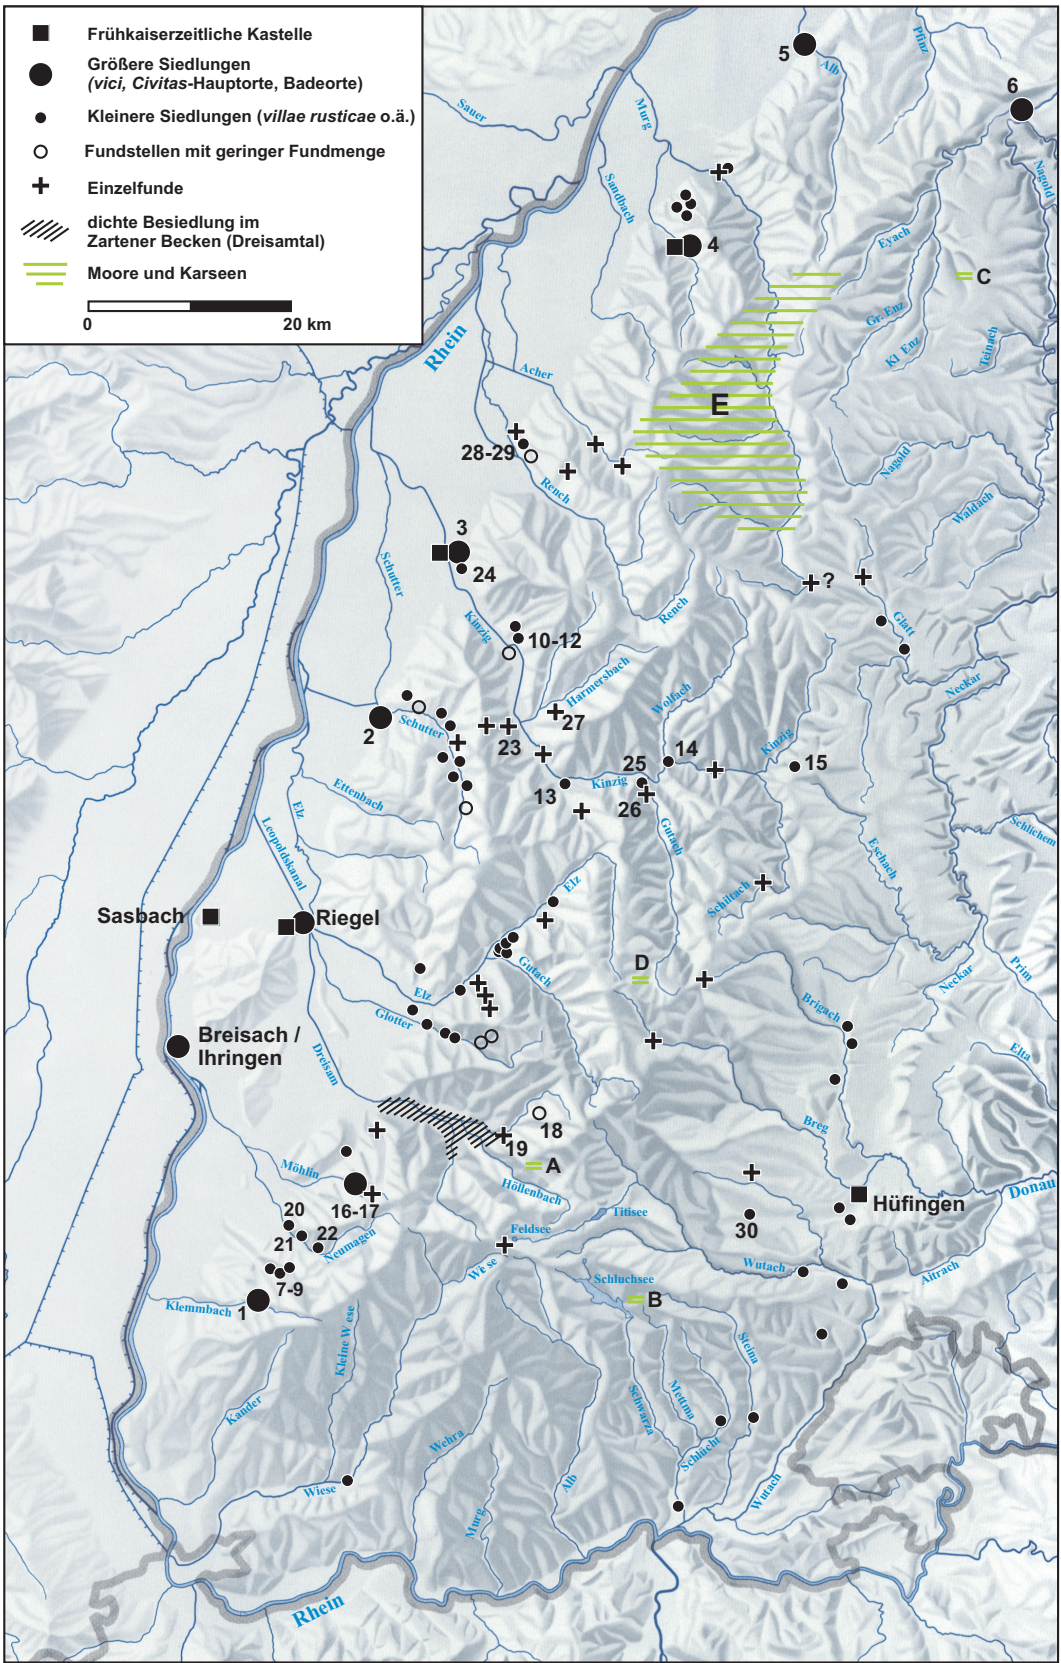 Frühkaiserzeitliche Kastelle
Größere Siedlungen
(vici, Civitas-Hauptorte, Badeorte)
Kleinere Siedlungen (villae rusticae o.ä.)
Fundstellen mit geringer Fundmenge
Einzelfunde
dichte Besiedlung im
Zartener Becken (Dreisamtal)
Moore und Karseen
0 20 km
5
Alb
Pfinz
6
Nagold
Sauer
Murg
Sandbach
4
Eyach
C
Gr. Enz
Kl Enz
Teinach
Rhein
Acher
E
28-29
Rench
Nagold
Waldach
3
24
Schutter
?
Kinzig
10-12
Rench
Glatt
Harmersbach
Wolfach
Neckar
27
2
Schutter
23
Kinzig
14
15
25
Kinzig
13
26
Ettenbach
Elz
Leopoldskanal
Gutach
Schlichem
Eschach
Elz
Schiltach
Sasbach
Riegel
D
Gutach
Neckar
Prim
Elz
Glotter
Brigach
Breisach /
Ihringen
Dreisam
Elta
Breg
18
19
A
Möhlin
Höllenbach
16-17
Donau
Hüfingen
20
Titisee
30
21
22
Neumagen
Feldsee
Wiese
Wutach
Aitrach
7-9
Schluchsee
B
Klemmbach
1
Kleine Wiese
Steina
Kander
Schwarza
Mettma
Wehra
Schlücht
Alb
Wiese
Wutach
Murg
Rhein